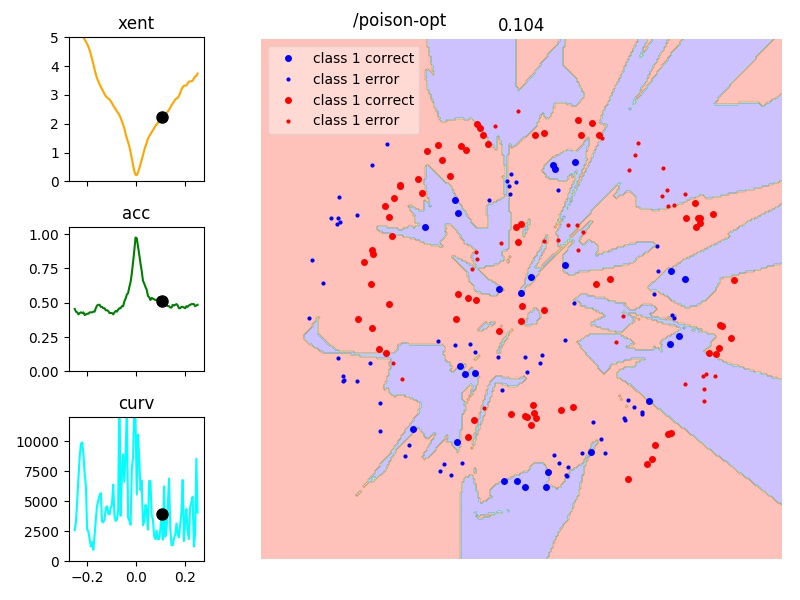 xent
5
4
3
2
1
0
acc
1.00
0.75
0.50
0.25
0.00
curv
10000
7500
5000
2500
0
−0.2
0.0
0.2
/poison-opt
0.104
class 1 correct
class 1 error
class 1 correct
class 1 error